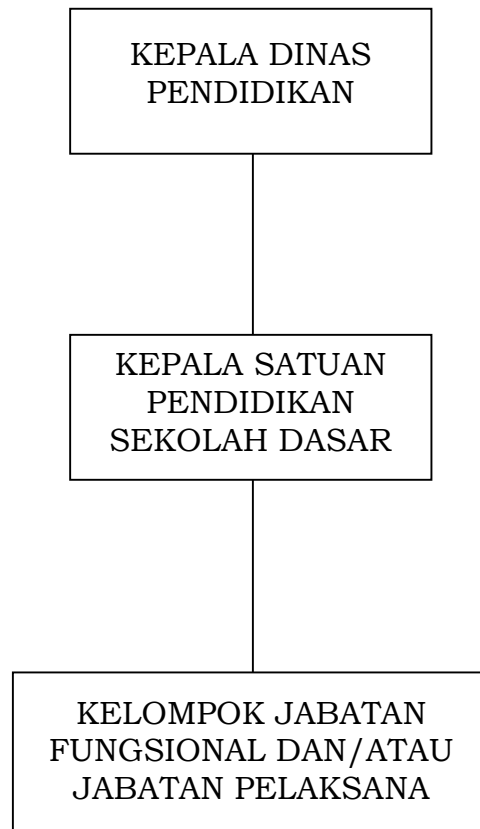 KEPALA DINAS
PENDIDIKAN
KEPALA SATUAN
PENDIDIKAN
SEKOLAH DASAR
KELOMPOK JABATAN
FUNGSIONAL DAN/ATAU
JABATAN PELAKSANA